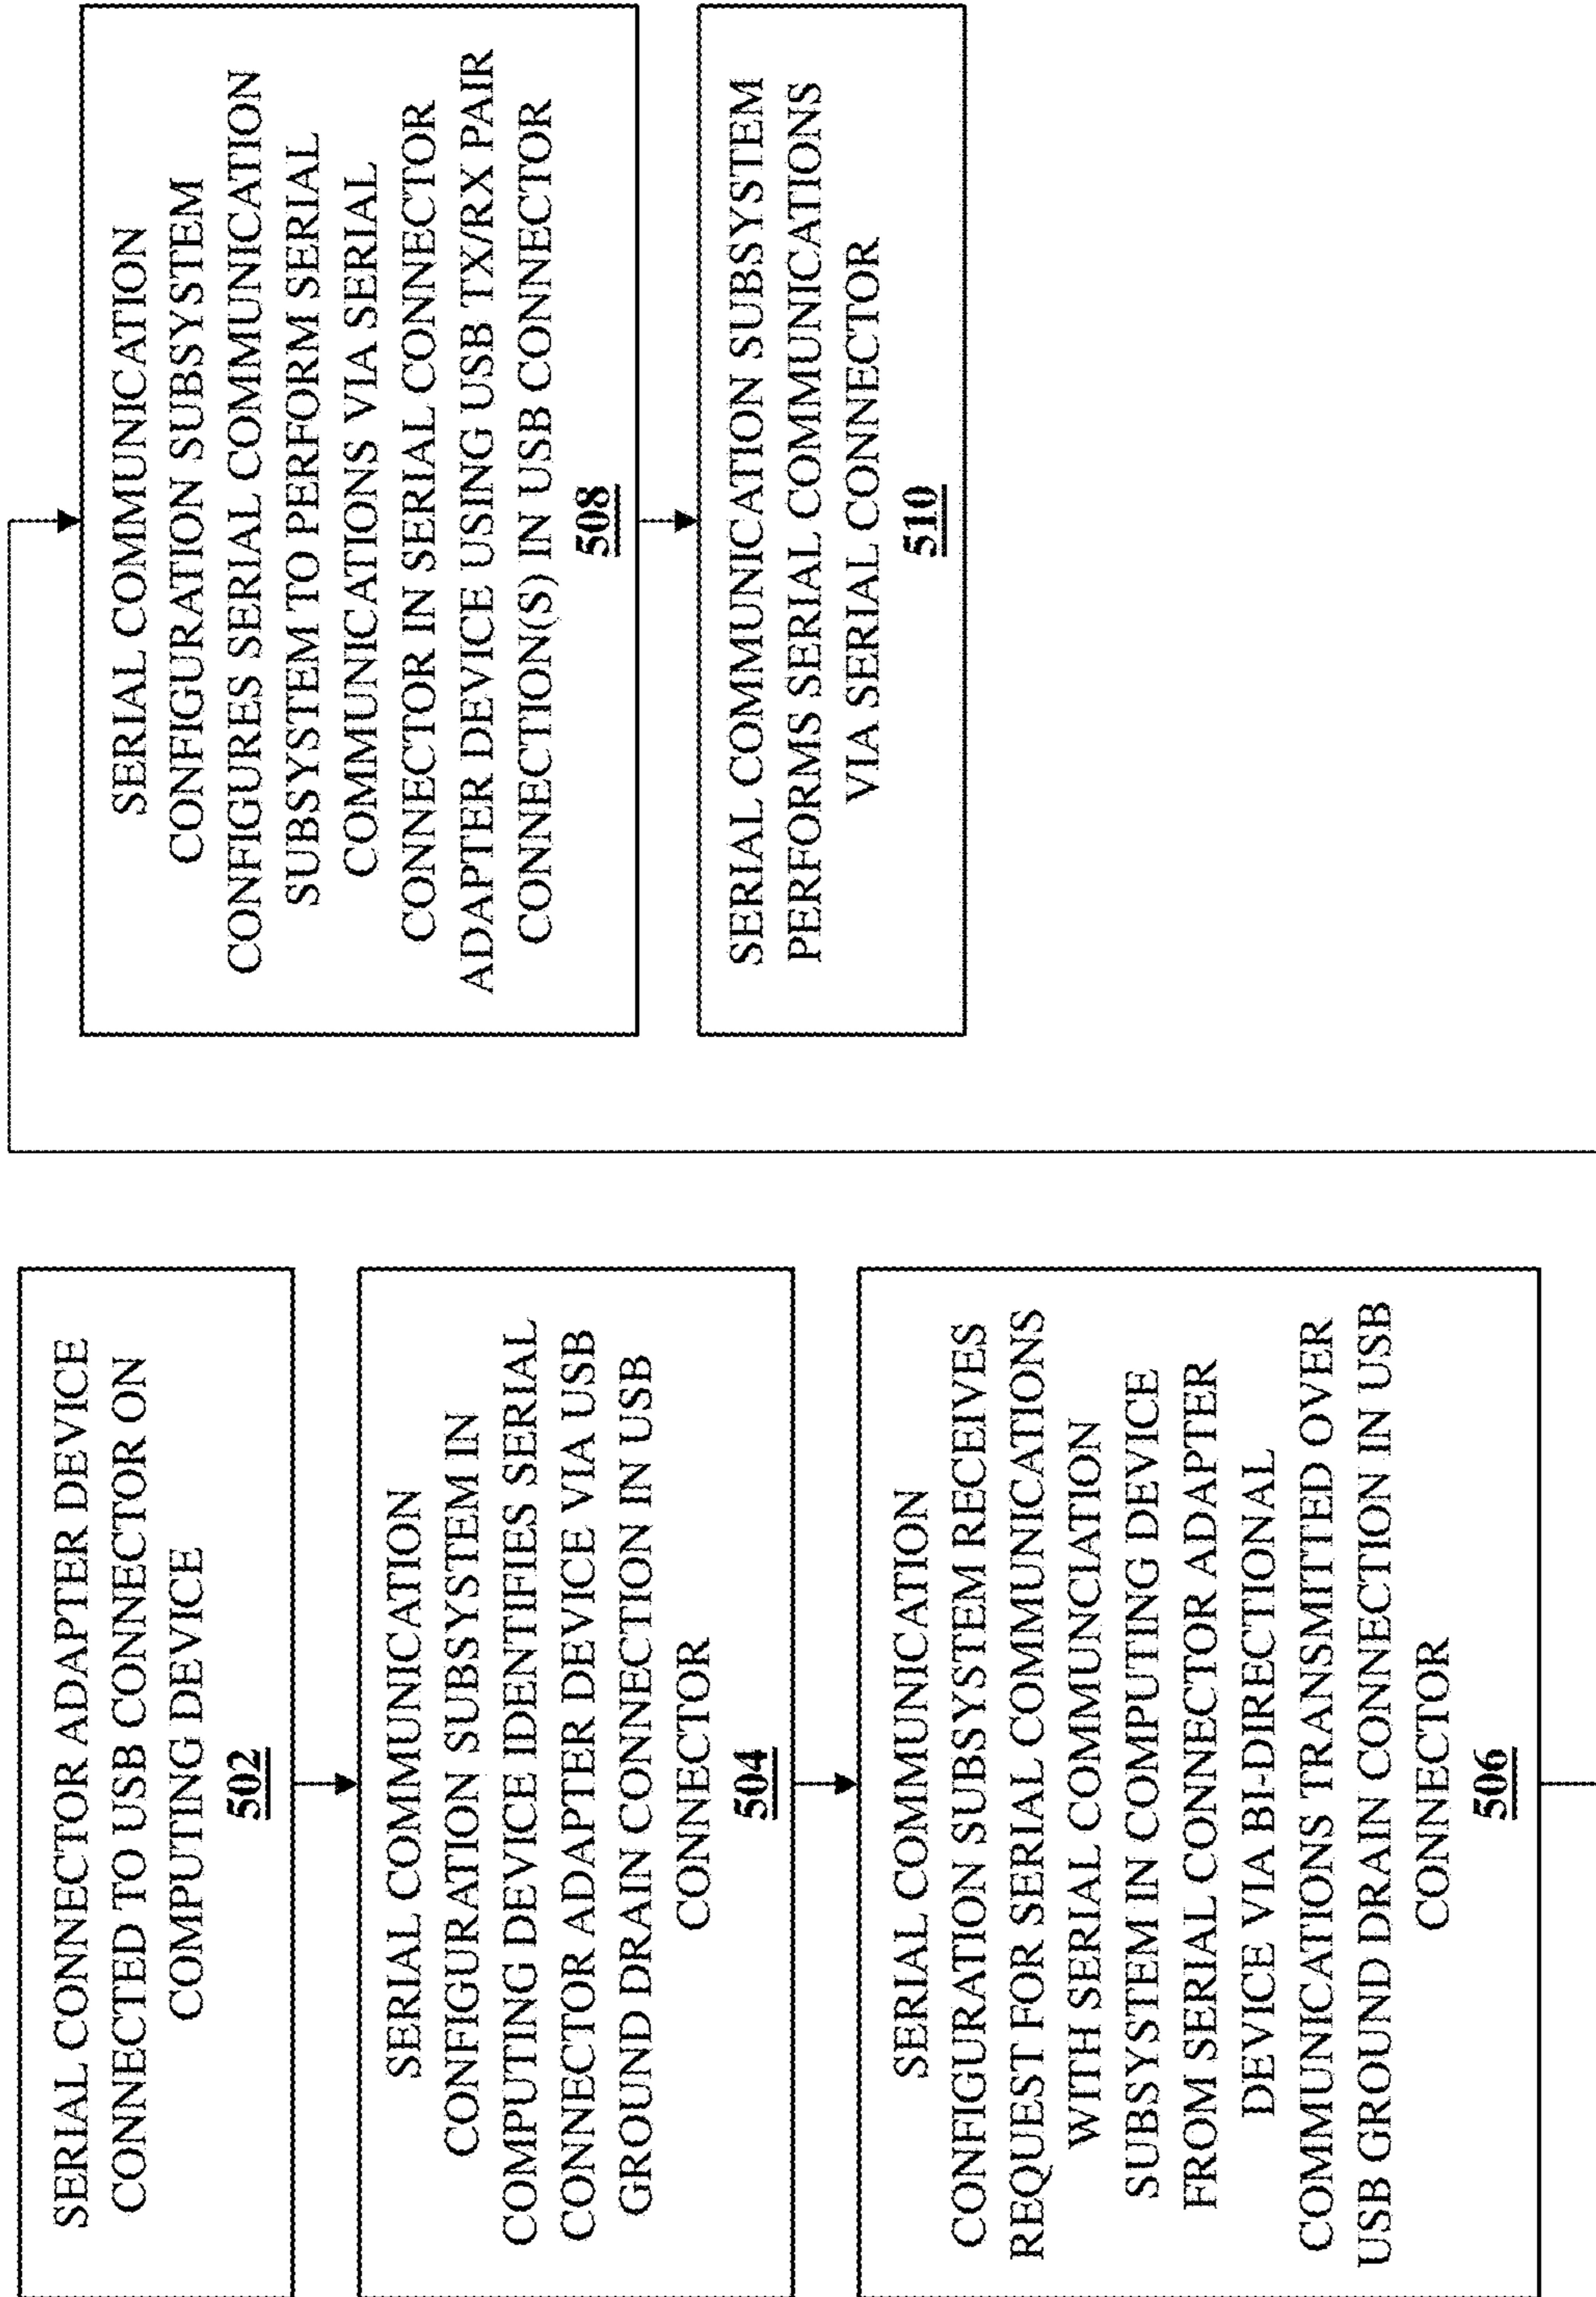 SERIAL CONNECTOR ADAPTER DEVICE
CONNECTED TO USB CONNECTOR ON
COMPUTING DEVICE
502
SERIAL COMMUNICATION
CONFIGURATION SUBSYSTEM IN
COMPUTING DEVICE IDENTIFIES SERIAL
CONNECTOR ADAPTER DEVICE VIA USB
GROUND DRAIN CONNECTION IN USB
CONNECTOR
504
SERIAL COMMUNICATION
CONFIGURATION SUBSYSTEM RECEIVES
REQUEST FOR SERIAL COMMUNICATIONS
WITH SERIAL COMMUNCIATION
SUBSYSTEM IN COMPUTING DEVICE
FROM SERIAL CONNECTOR ADAPTER
DEVICE VIA BI-DIRECTIONAL
COMMUNICATIONS TRANSMITTED OVER
USB GROUND DRAIN CONNECTION IN USB
CONNECTOR
506
SERIAL COMMUNICATION
CONFIGURATION SUBSYSTEM
CONFIGURES SERIAL COMMUNICATION
SUBSYSTEM TO PERFORM SERIAL
COMMUNICATIONS VIA SERIAL
CONNECTOR IN SERIAL CONNECTOR
ADAPTER DEVICE USING USB TX/RX PAIR
CONNECTION(S) IN USB CONNECTOR
508
SERIAL COMMUNICATION SUBSYSTEM
PERFORMS SERIAL COMMUNICATIONS
VIA SERIAL CONNECTOR
510